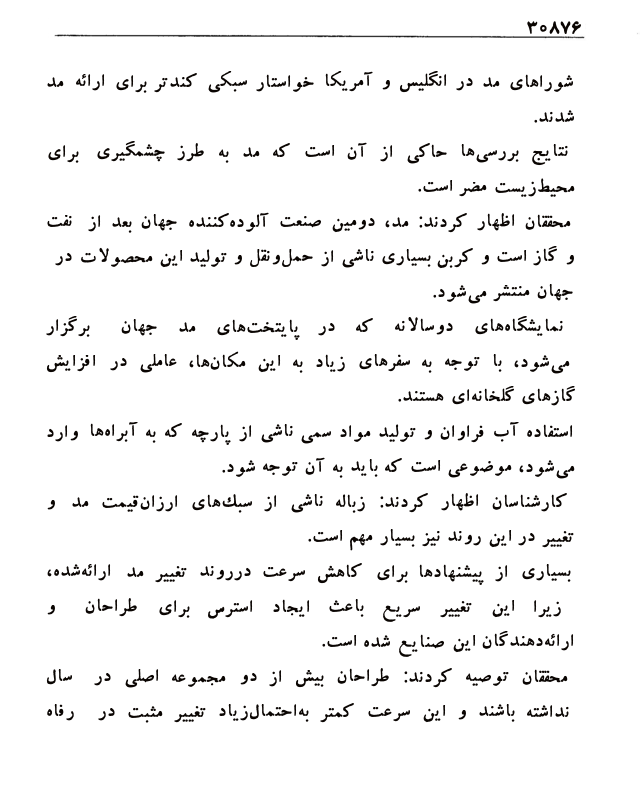 ۳۰۸۷۶
شوراهای مد در انگلیس و آمریکا خواستار سبکی کندتر برای ارائه مد
شدند.
نتایج بررسی‌ها حاکی از آن است که مد به طرز چشمگیری برای
محیط‌زیست مضر است.
محققان اظهار کردند: مد، دومین صنعت آلوده‌کننده جهان بعد از نفت
و گاز است و کربن بسیاری ناشی از حمل‌ونقل و تولید این محصولات در
جهان منتشر می‌شود.
نمایشگاه‌های دوسالانه که در پایتخت‌های مد جهان برگزار
می‌شود، با توجه به سفرهای زیاد به این مکان‌ها، عاملی در افزایش
گازهای گلخانه‌ای هستند.
استفاده آب فراوان و تولید مواد سمی ناشی از پارچه که به آبراه‌ها وارد
می‌شود، موضوعی است که باید به آن توجه شود.
کارشناسان اظهار کردند: زباله ناشی از سبك‌های ارزان‌قیمت مد و
تغییر در این روند نیز بسیار مهم است.
بسیاری از پیشنهادها برای کاهش سرعت درروند تغییر مد ارائه‌شده،
زیرا این تغییر سریع باعث ایجاد استرس برای طراحان و
ارائه‌دهندگان این صنایع شده است.
محققان توصیه کردند: طراحان بیش از دو مجموعه اصلی در سال
نداشته باشند و این سرعت کمتر به‌احتمال‌زیاد تغییر مثبت در رفاه